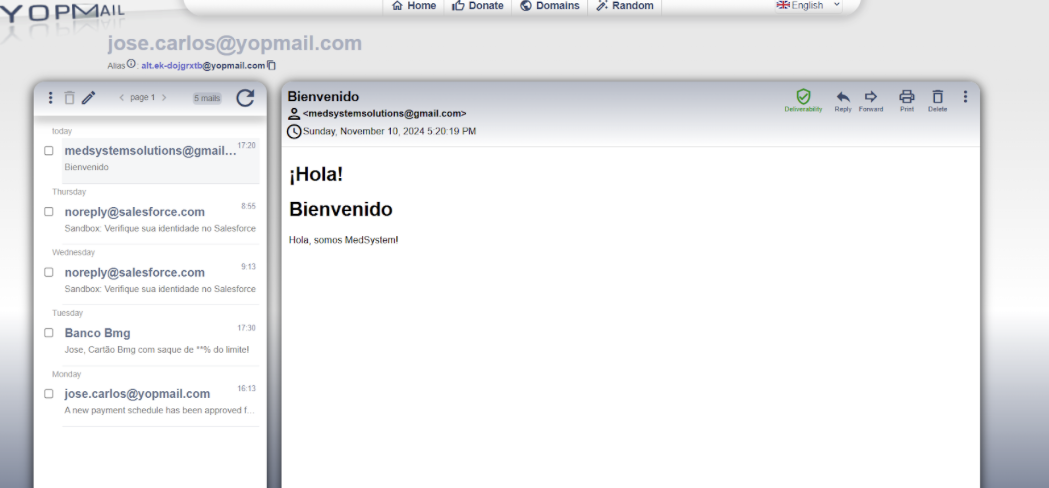 YOPMAIL
Home Donate Domains Random English
jose.carlos@yopmail.com
Alias : alt.ek-dojgrxtb@yopmail.com
page 1 5 mails
today
medsystemsolutions@gmail... 17:20
Bienvenido
Thursday
noreply@salesforce.com 8:55
Sandbox: Verifique sua identidade no Salesforce
Wednesday
noreply@salesforce.com 9:13
Sandbox: Verifique sua identidade no Salesforce
Tuesday
Banco Bmg 17:30
Jose, Cartão Bmg com saque de **% do limite!
Monday
jose.carlos@yopmail.com 16:13
A new payment schedule has been approved f...
Bienvenido
<medsystemsolutions@gmail.com>
Sunday, November 10, 2024 5:20:19 PM
Deliverability Reply Forward Print Delete
¡Hola!
Bienvenido
Hola, somos MedSystem!